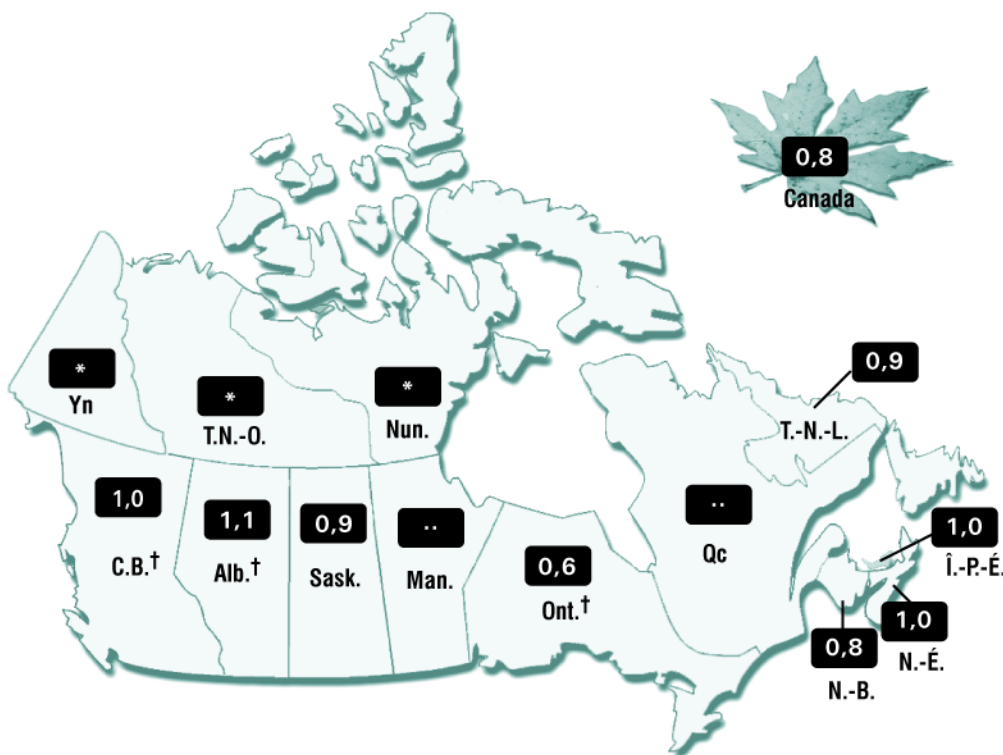 0,8
Canada
*
Yn
*
T.N.-O.
*
Nun.
0,9
T.-N.-L.
1,0
C.B.†
1,1
Alb.†
0,9
Sask.
..
Man.
0,6
Ont.†
..
Qc
1,0
Î.-P.-É.
1,0
N.-É.
0,8
N.-B.